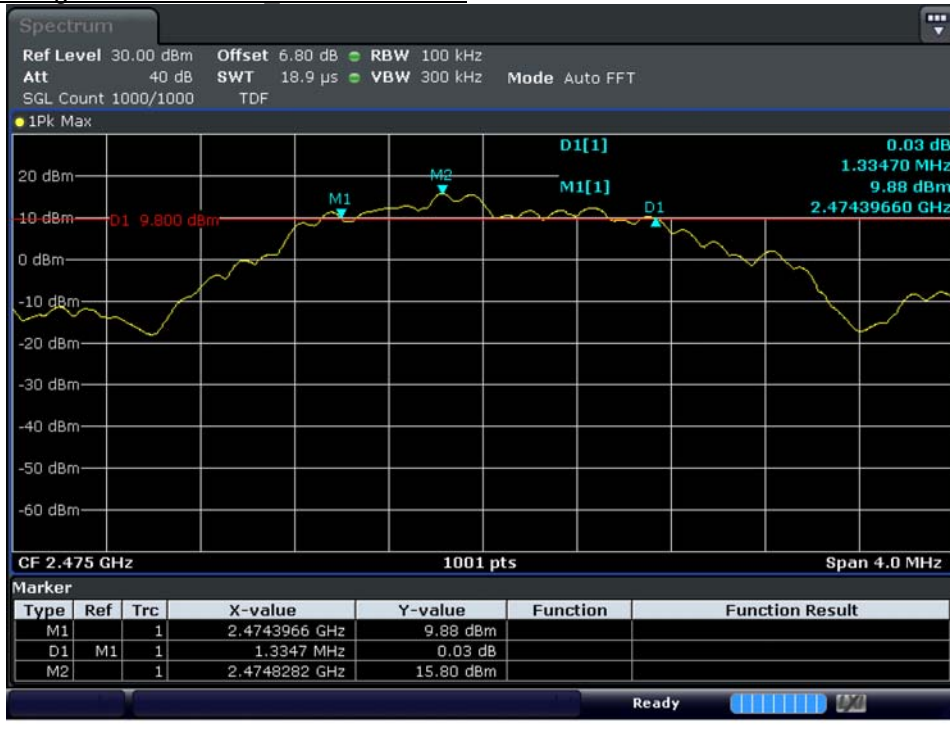 Spectrum
Ref Level 30.00 dBm Offset 6.80 dB RBW 100 kHz
Att 40 dB SWT 18.9 µs VBW 300 kHz Mode Auto FFT
SGL Count 1000/1000 TDF
1Pk Max
D1[1] 0.03 dB
1.33470 MHz
M1[1] 9.88 dBm
2.47439660 GHz
M1
M2
D1
D1 9.800 dBm
20 dBm
10 dBm
0 dBm
-10 dBm
-20 dBm
-30 dBm
-40 dBm
-50 dBm
-60 dBm
CF 2.475 GHz 1001 pts Span 4.0 MHz
Marker
Type Ref Trc X-value Y-value Function Function Result
M1 1 2.4743966 GHz 9.88 dBm
D1 M1 1 1.3347 MHz 0.03 dB
M2 1 2.4748282 GHz 15.80 dBm
Ready